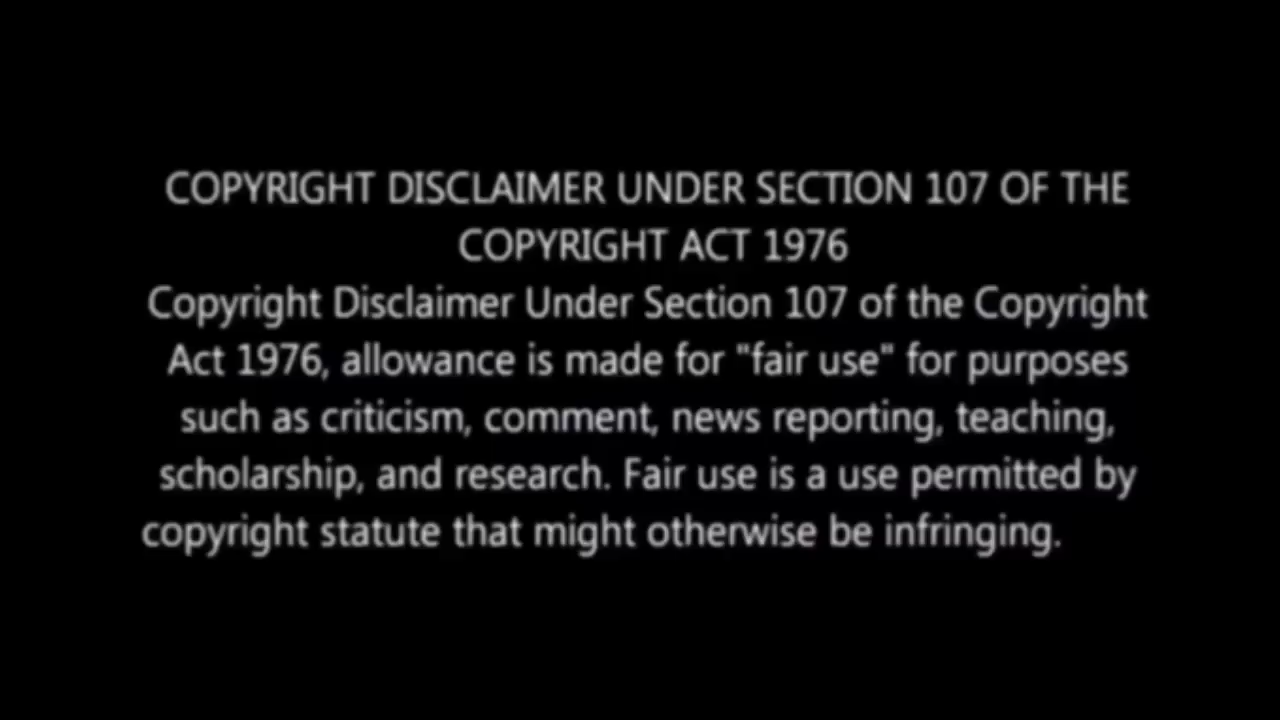 COPYRIGHT DISCLAIMER UNDER SECTION 107 OF THE
COPYRIGHT ACT 1976
Copyright Disclaimer Under Section 107 of the Copyright
Act 1976, allowance is made for "fair use" for purposes
such as criticism, comment, news reporting, teaching,
scholarship, and research. Fair use is a use permitted by
copyright statute that might otherwise be infringing.